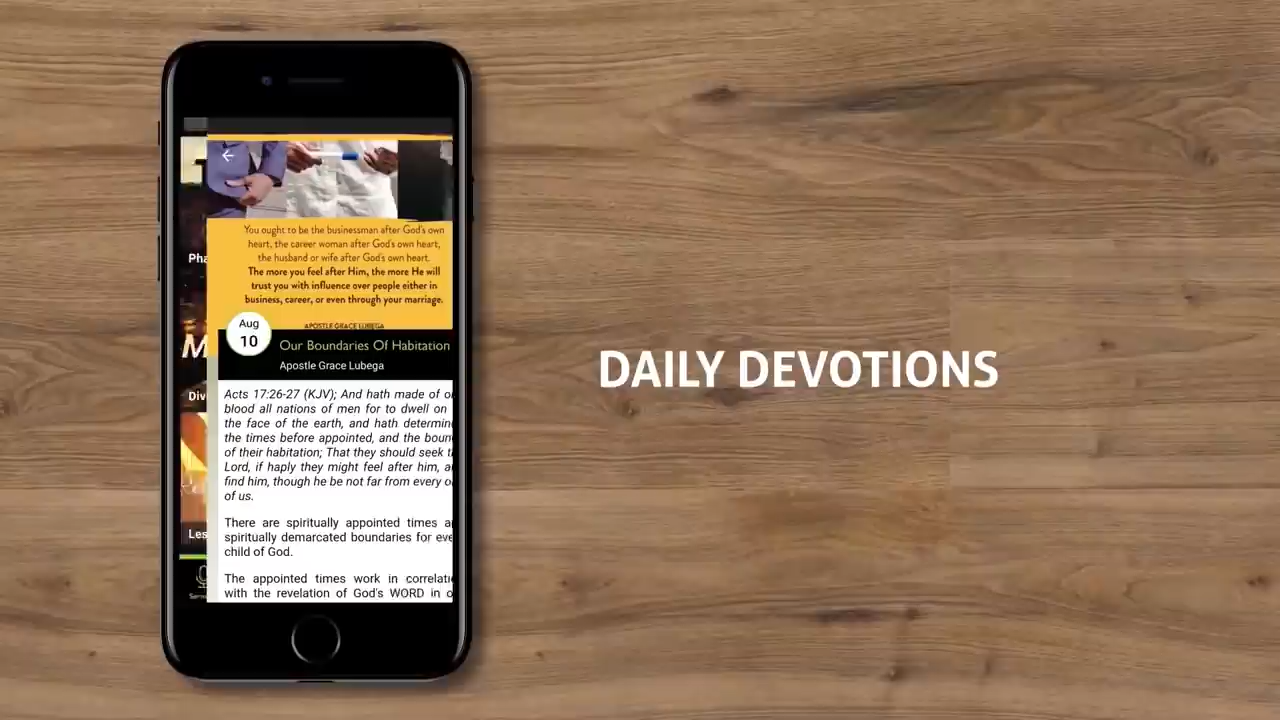 You ought to be the businessman after God's own
heart, the career woman after God's own heart,
the husband or wife after God's own heart.
The more you feel after Him, the more He will
trust you with influence over people either in
business, career, or even through your marriage.
APOSTLE GRACE LUBEGA
Aug
10
Our Boundaries Of Habitation
Apostle Grace Lubega
Acts 17:26-27 (KJV); And hath made of
blood all nations of men for to dwell on
the face of the earth, and hath
the times before appointed, and the
of their habitation; That they should seek
Lord, if haply they might feel after him,
find him, though he be not far from every
of us.
There are spiritually appointed times
spiritually demarcated boundaries for
child of God.
The appointed times work in
with the revelation of God's WORD in
DAILY DEVOTIONS